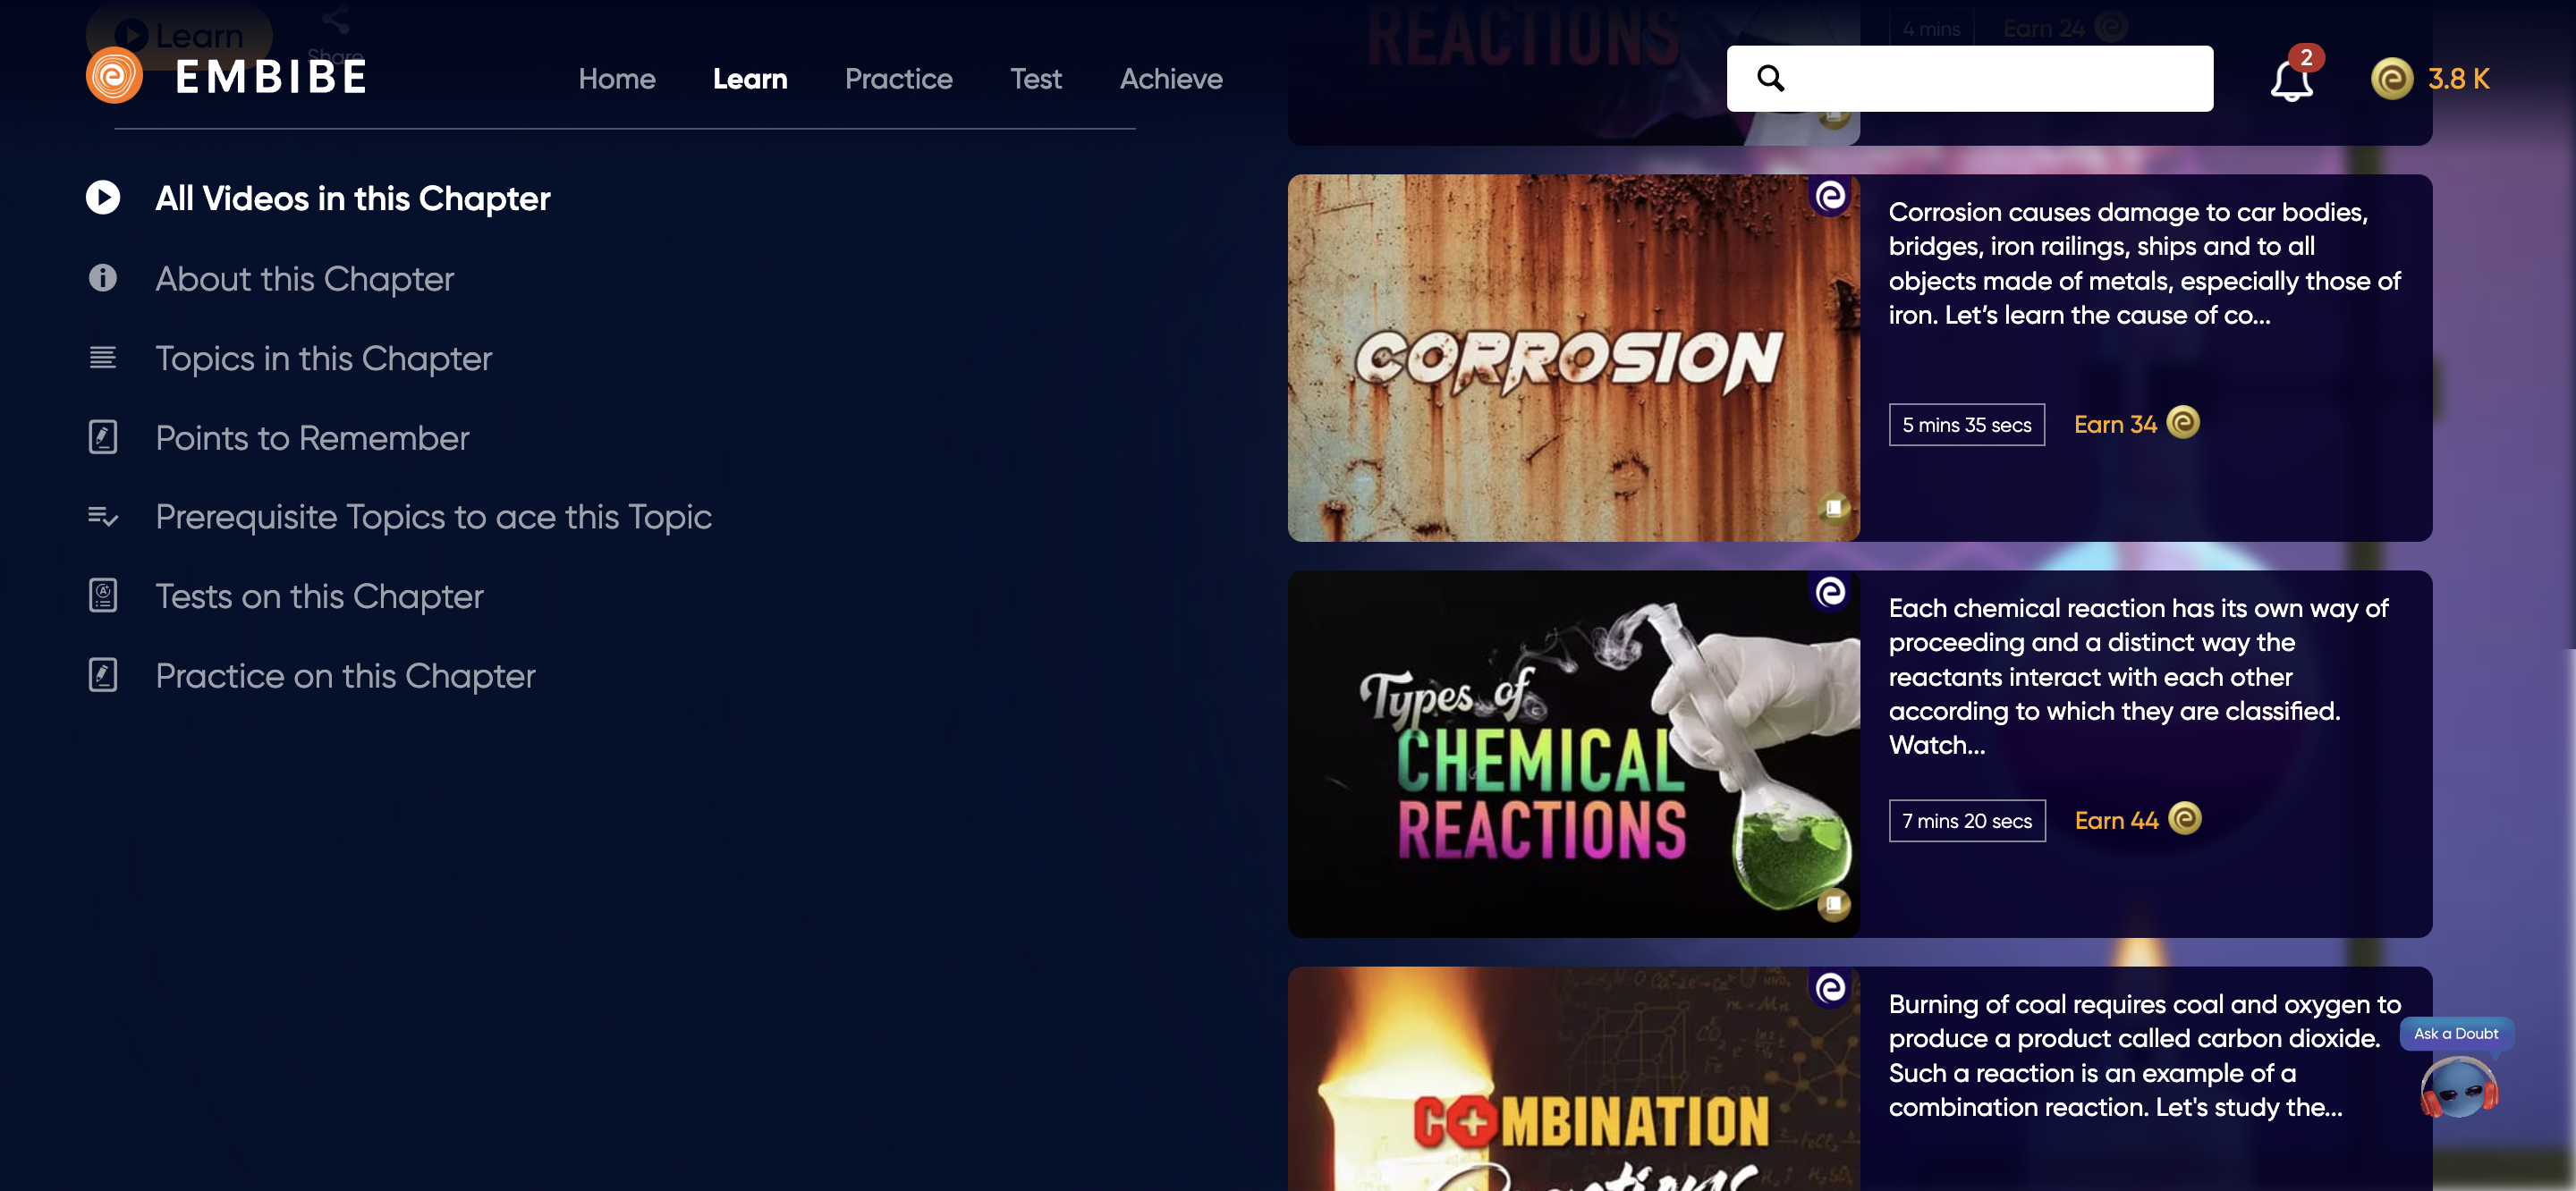 Learn
Share
EMBIBE
Home
Learn
Practice
Test
Achieve
2
3.8 K
All Videos in this Chapter
About this Chapter
Topics in this Chapter
Points to Remember
Prerequisite Topics to ace this Topic
Tests on this Chapter
Practice on this Chapter
REACTIONS
4 mins
Earn 24
CORROSION
Corrosion causes damage to car bodies,
bridges, iron railings, ships and to all
objects made of metals, especially those of
iron. Let’s learn the cause of co...
5 mins 35 secs
Earn 34
Types of
CHEMICAL
REACTIONS
Each chemical reaction has its own way of
proceeding and a distinct way the
reactants interact with each other
according to which they are classified.
Watch...
7 mins 20 secs
Earn 44
COMBINATION
Burning of coal requires coal and oxygen to
produce a product called carbon dioxide.
Such a reaction is an example of a
combination reaction. Let's study the...
Ask a Doubt